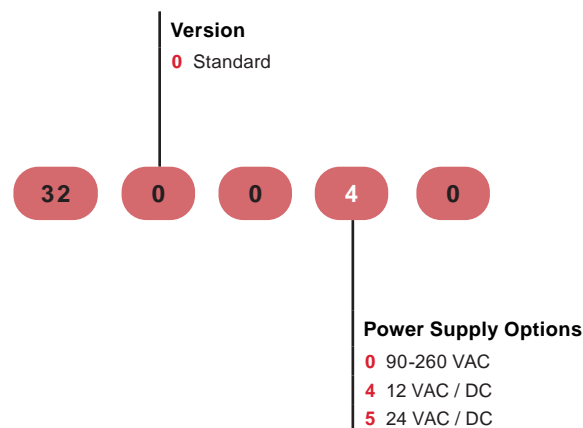 Version
0 Standard
32 0 0 4 0
Power Supply Options
0 90-260 VAC
4 12 VAC / DC
5 24 VAC / DC